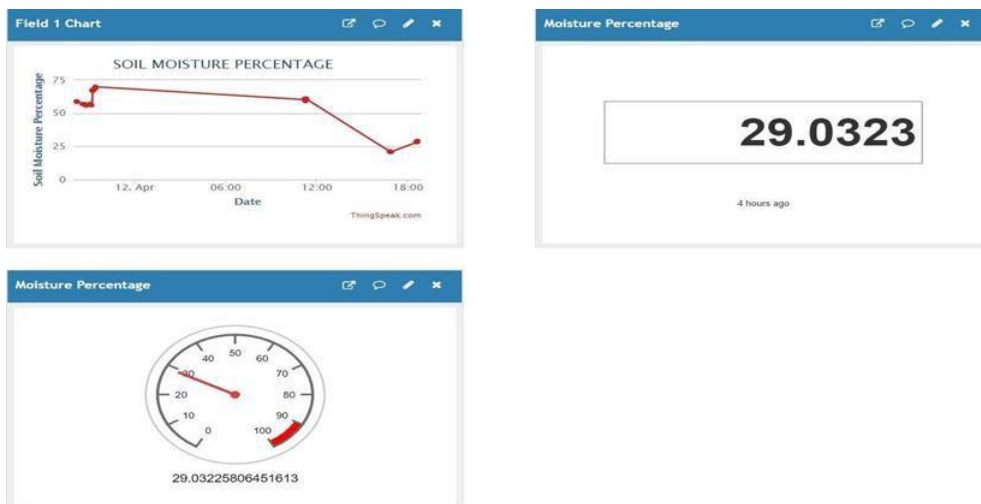 Field 1 Chart
SOIL MOISTURE PERCENTAGE
Soil Moisture Percentage
75
50
25
0
12. Apr 06:00 12:00 18:00
Date
ThingSpeak.com
Moisture Percentage
29.0323
4 hours ago
Moisture Percentage
0
10
20
30
40
50
60
70
80
90
100
29.03225806451613